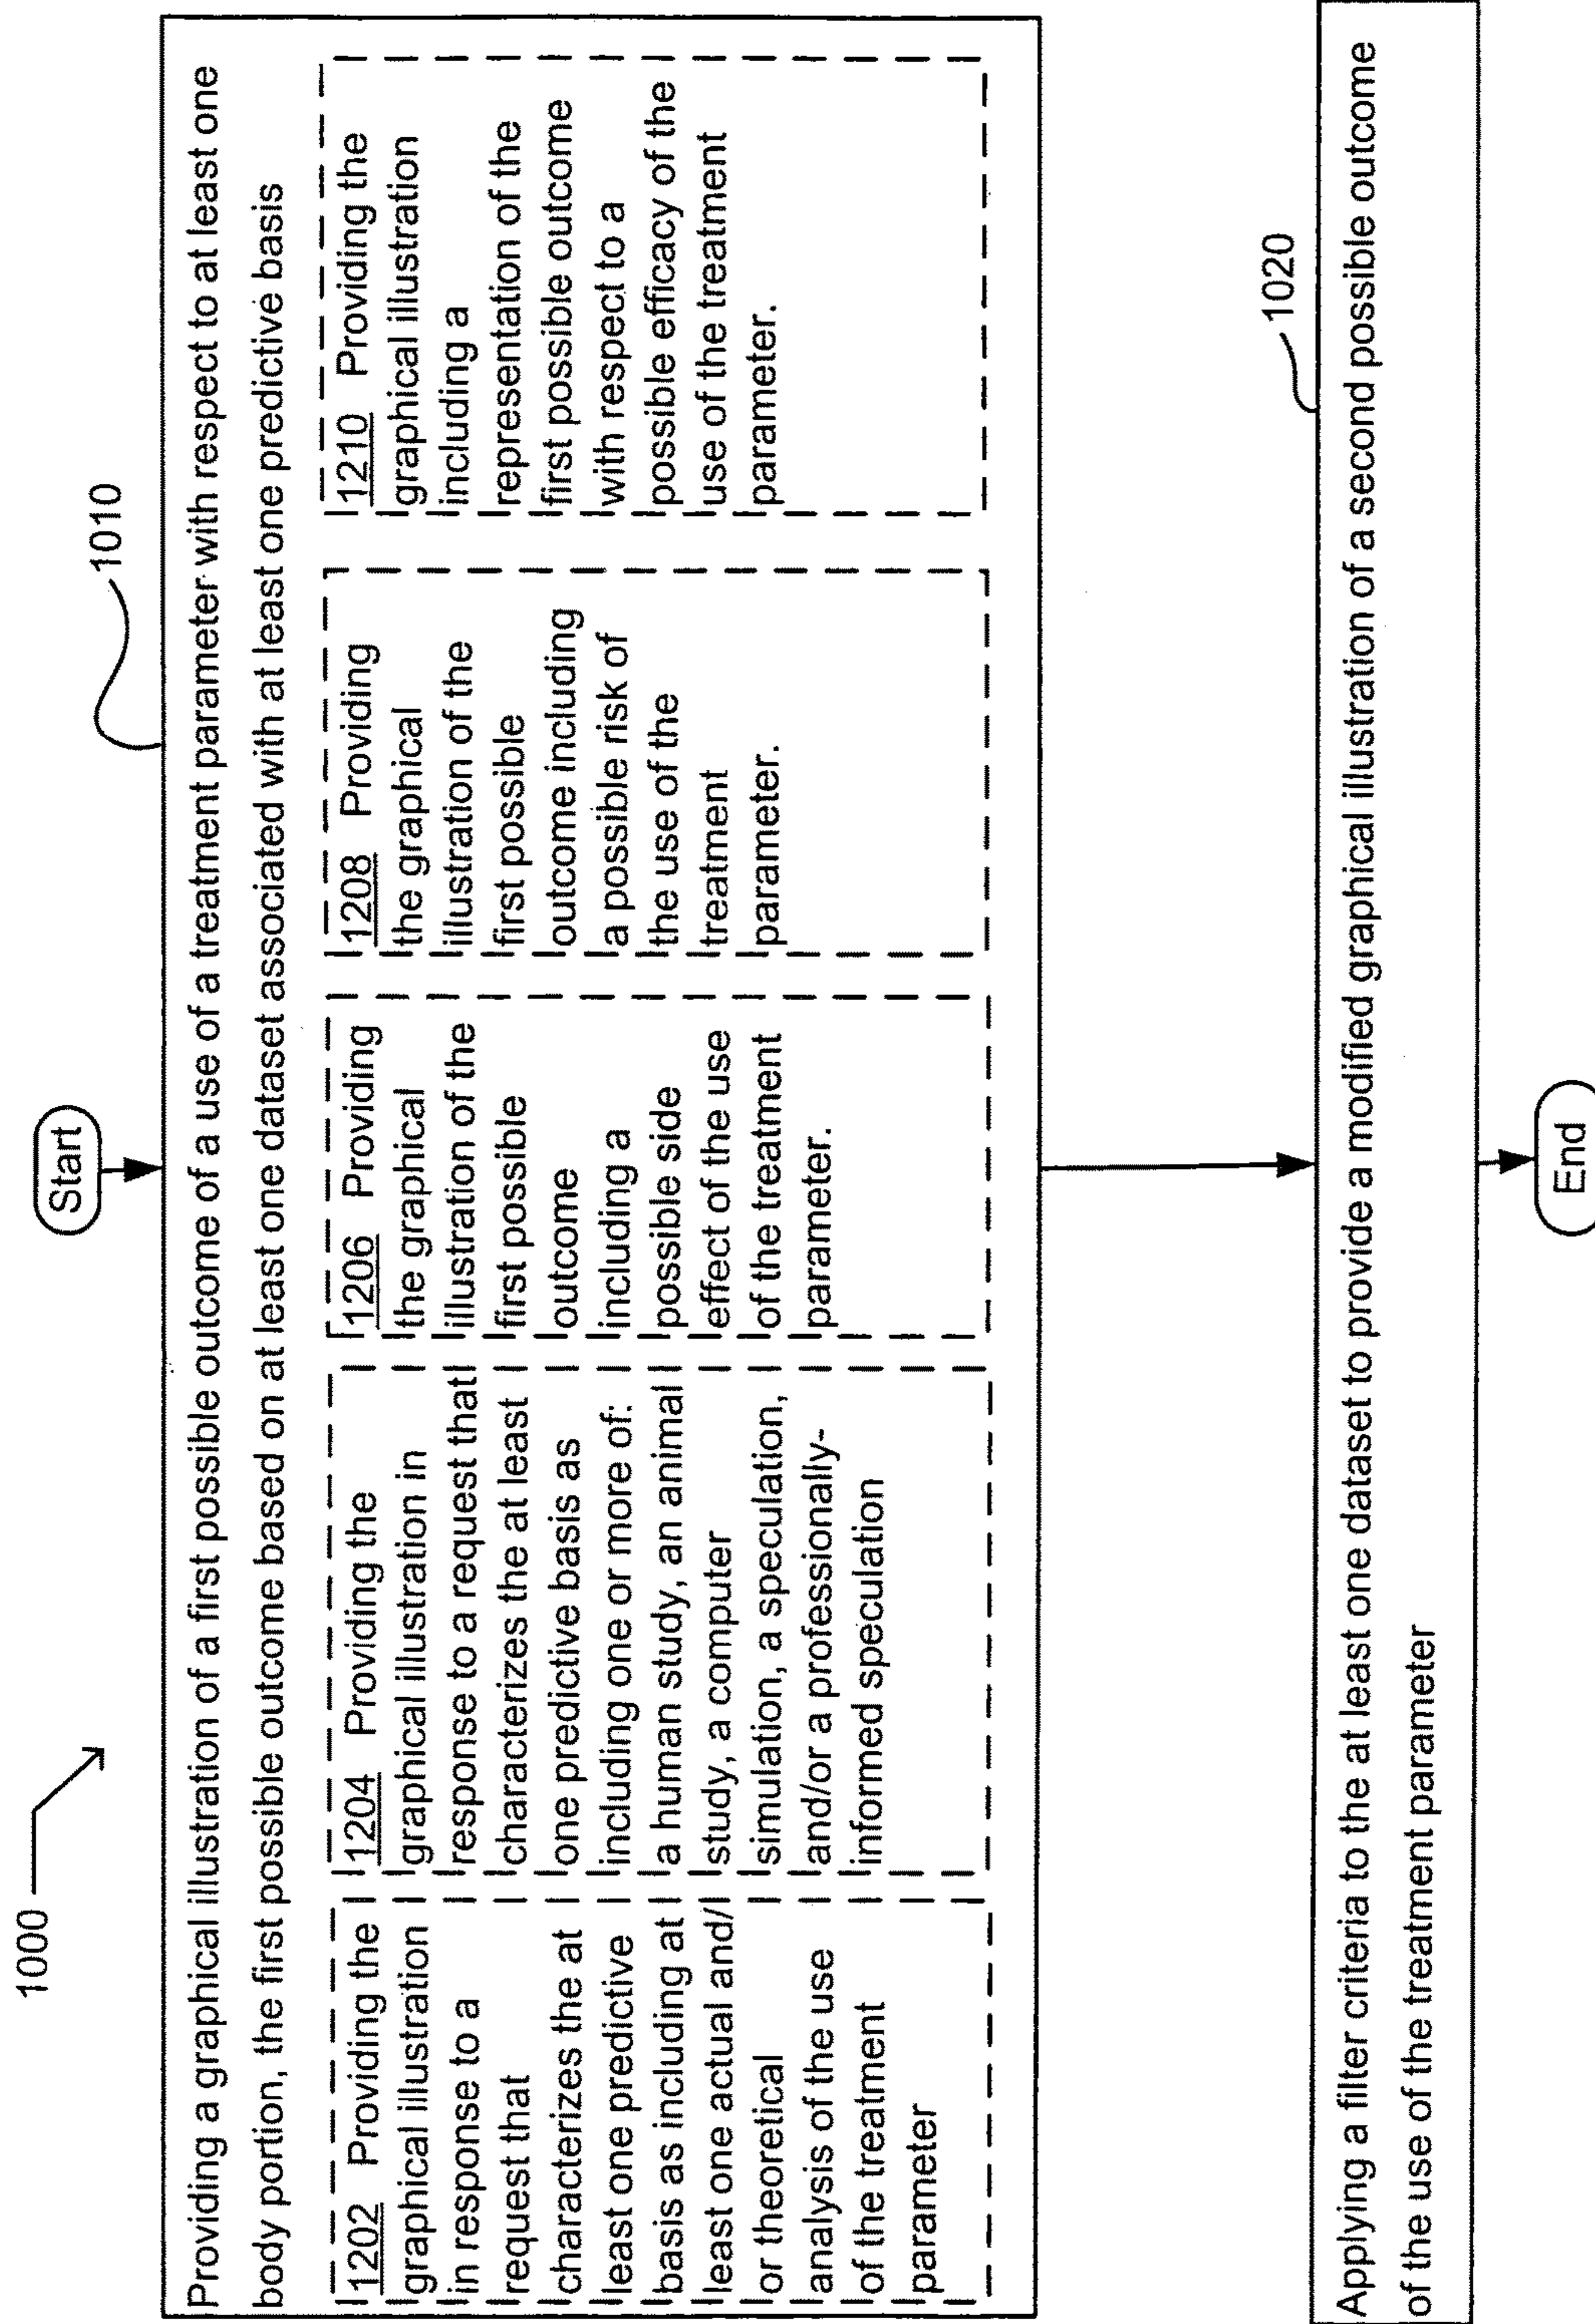 1000
Start
1010
Providing a graphical illustration of a first possible outcome of a use of a treatment parameter with respect to at least one
body portion, the first possible outcome based on at least one dataset associated with at least one predictive basis
1202 Providing the
graphical illustration
in response to a
request that
characterizes the at
least one predictive
basis as including at
least one actual and/
or theoretical
analysis of the use
of the treatment
parameter
1204 Providing the
graphical illustration in
response to a request that
characterizes the at least
one predictive basis as
including one or more of:
a human study, an animal
study, a computer
simulation, a speculation,
and/or a professionally-
informed speculation
1206 Providing
the graphical
illustration of the
first possible
outcome
including a
possible side
effect of the use
of the treatment
parameter.
1208 Providing
the graphical
illustration of the
first possible
outcome including
a possible risk of
the use of the
treatment
parameter.
1210 Providing the
graphical illustration
including a
representation of the
first possible outcome
with respect to a
possible efficacy of the
use of the treatment
parameter.
1020
Applying a filter criteria to the at least one dataset to provide a modified graphical illustration of a second possible outcome
of the use of the treatment parameter
End